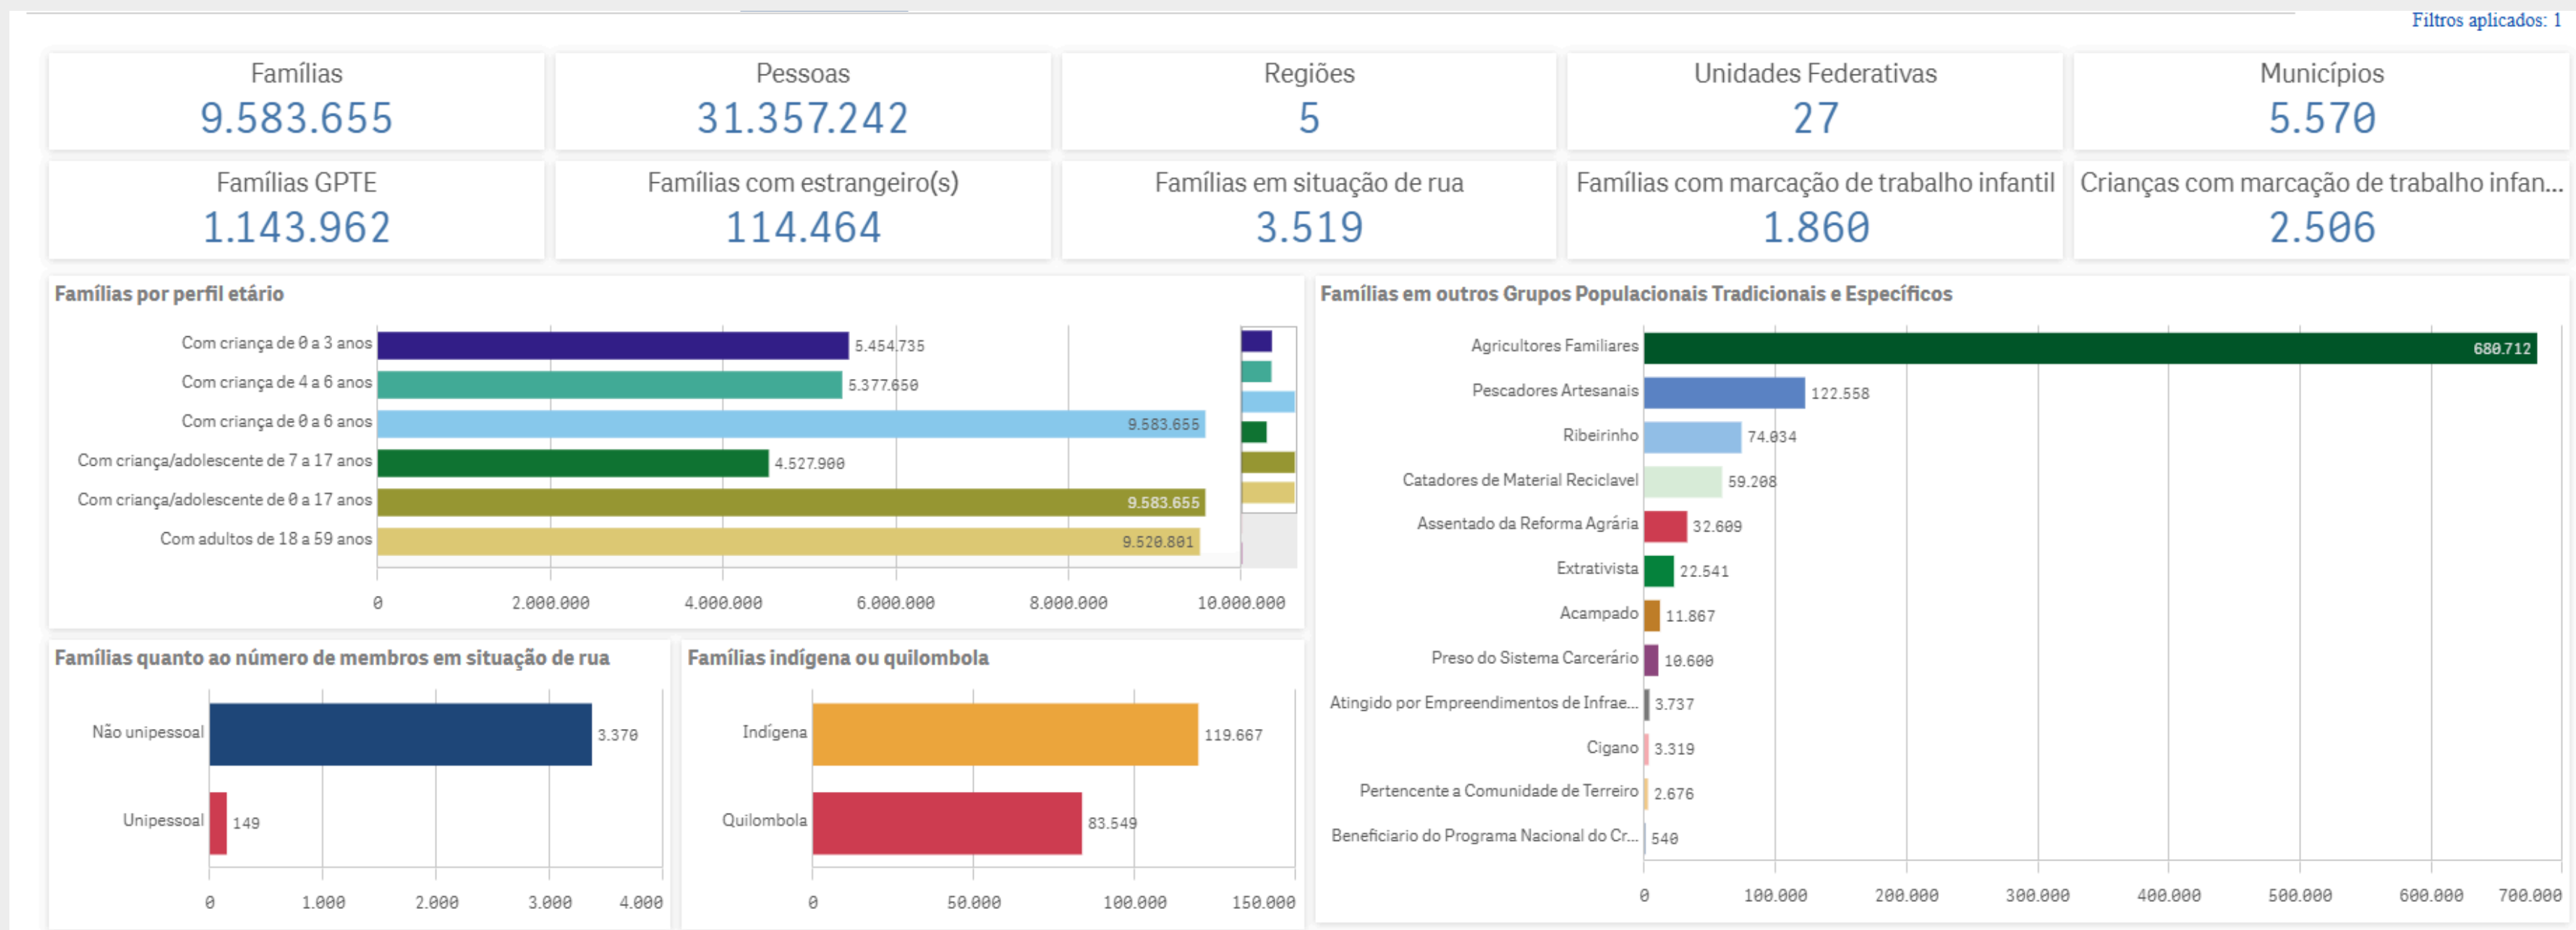 Filtros aplicados: 1
Famílias
9.583.655
Pessoas
31.357.242
Regiões
5
Unidades Federativas
27
Municípios
5.570
Famílias GPTE
1.143.962
Famílias com estrangeiro(s)
114.464
Famílias em situação de rua
3.519
Famílias com marcação de trabalho infantil
1.860
Crianças com marcação de trabalho infan...
2.506
Famílias por perfil etário
Com criança de 0 a 3 anos
5.454.735
Com criança de 4 a 6 anos
5.377.650
Com criança de 0 a 6 anos
9.583.655
Com criança/adolescente de 7 a 17 anos
4.527.900
Com criança/adolescente de 0 a 17 anos
9.583.655
Com adultos de 18 a 59 anos
9.520.801
0
2.000.000
4.000.000
6.000.000
8.000.000
10.000.000
Famílias quanto ao número de membros em situação de rua
Não unipessoal
3.370
Unipessoal
149
0
1.000
2.000
3.000
4.000
Famílias indígena ou quilombola
Indígena
119.667
Quilombola
83.549
0
50.000
100.000
150.000
Famílias em outros Grupos Populacionais Tradicionais e Específicos
Agricultores Familiares
680.712
Pescadores Artesanais
122.558
Ribeirinho
74.034
Catadores de Material Reciclavel
59.208
Assentado da Reforma Agrária
32.609
Extrativista
22.541
Acampado
11.867
Preso do Sistema Carcerário
10.600
Atingido por Empreendimentos de Infrae...
3.737
Cigano
3.319
Pertencente a Comunidade de Terreiro
2.676
Beneficiario do Programa Nacional do Cr...
540
0
100.000
200.000
300.000
400.000
500.000
600.000
700.000